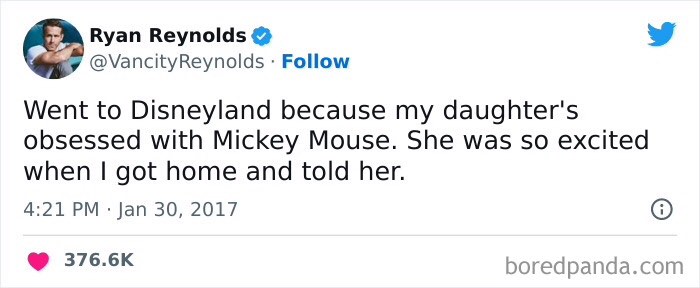 Ryan Reynolds
@VancityReynolds · Follow
Went to Disneyland because my daughter's
obsessed with Mickey Mouse. She was so excited
when I got home and told her.
4:21 PM · Jan 30, 2017
376.6K
boredpanda.com